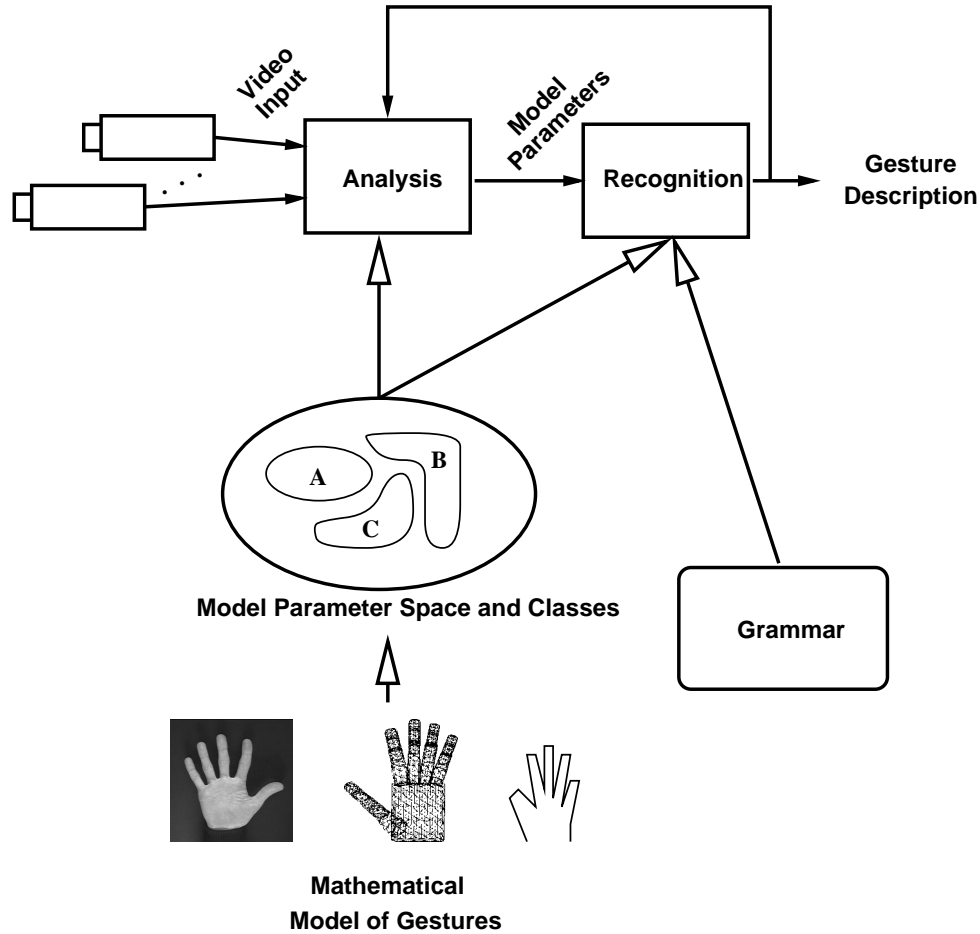 Video
Input
Model
Parameters
Analysis
Recognition
Gesture
Description
A
B
C
Model Parameter Space and Classes
Grammar
Mathematical
Model of Gestures